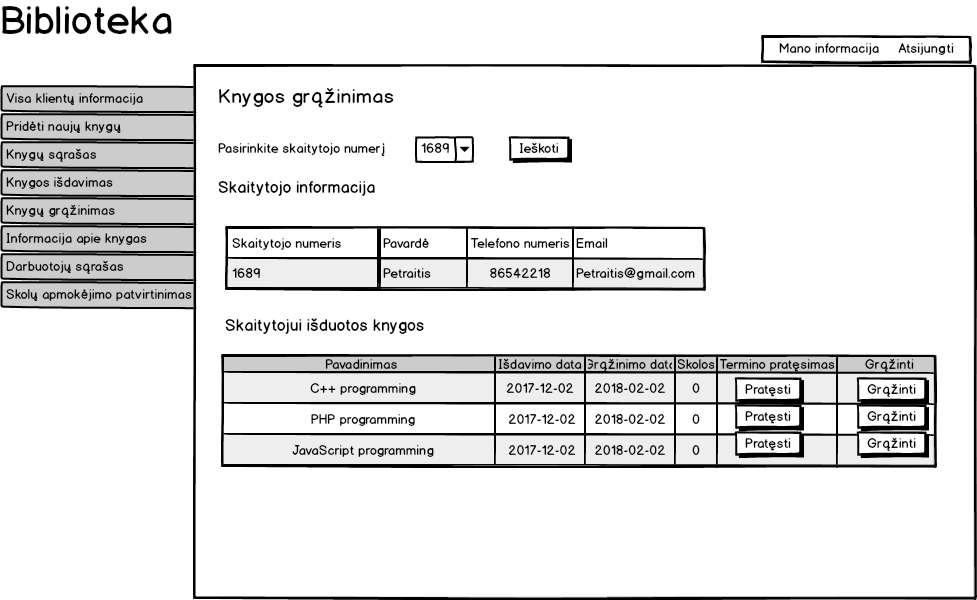 Biblioteka
Mano informacija Atsijungti
Visa klientų informacija
Pridėti naujų knygų
Knygų sąrašas
Knygos išdavimas
Knygų grąžinimas
Informacija apie knygas
Darbuotojų sąrašas
Skolų apmokėjimo patvirtinimas
Knygos grąžinimas
Pasirinkite skaitytojo numerį 1689 Ieškoti
Skaitytojo informacija
Skaitytojo numeris Pavardė Telefono numeris Email
1689 Petraitis 86542218 Petraitis@gmail.com
Skaitytojui išduotos knygos
Pavadinimas Išdavimo data Grąžinimo data Skolos Termino pratęsimas Grąžinti
C++ programming 2017-12-02 2018-02-02 0 Pratęsti Grąžinti
PHP programming 2017-12-02 2018-02-02 0 Pratęsti Grąžinti
JavaScript programming 2017-12-02 2018-02-02 0 Pratęsti Grąžinti